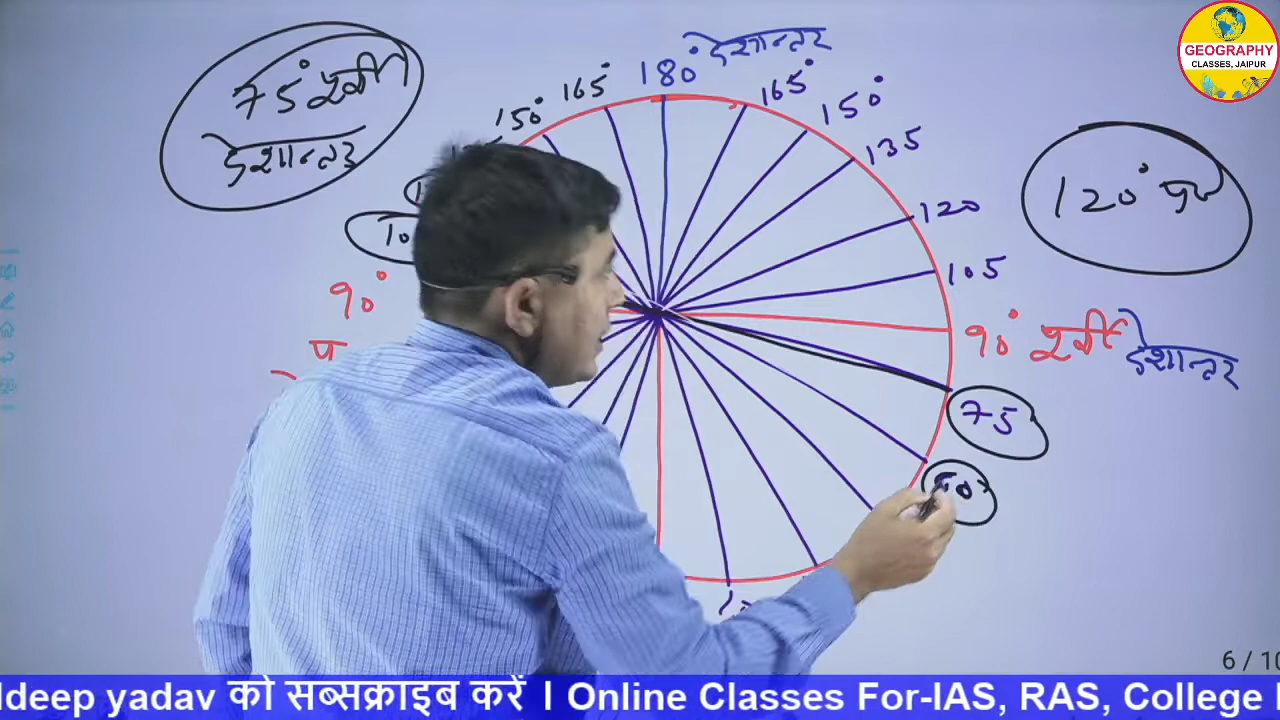 180° देशान्तर
165°
165°
150°
150°
75° पूर्वी
देशान्तर
135
120° पूर्व
120
105
90°
90° पूर्वी देशान्तर
प
75
60
GEOGRAPHY
CLASSES, JAIPUR
6 / 10
ldeep yadav को सब्सक्राइब करें । Online Classes For-IAS, RAS, College